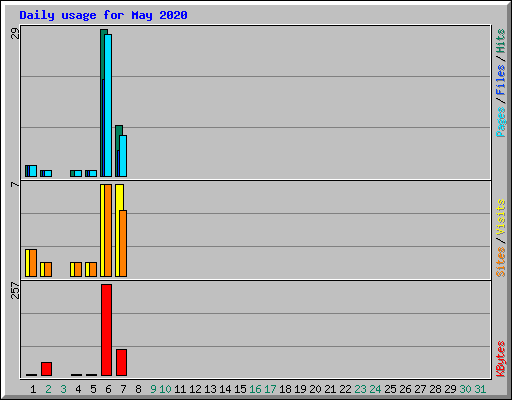 Daily usage for May 2020
29
Pages / Files / Hits
7
Sites / Visits
257
KBytes
1 2 3 4 5 6 7 8 9 10 11 12 13 14 15 16 17 18 19 20 21 22 23 24 25 26 27 28 29 30 31